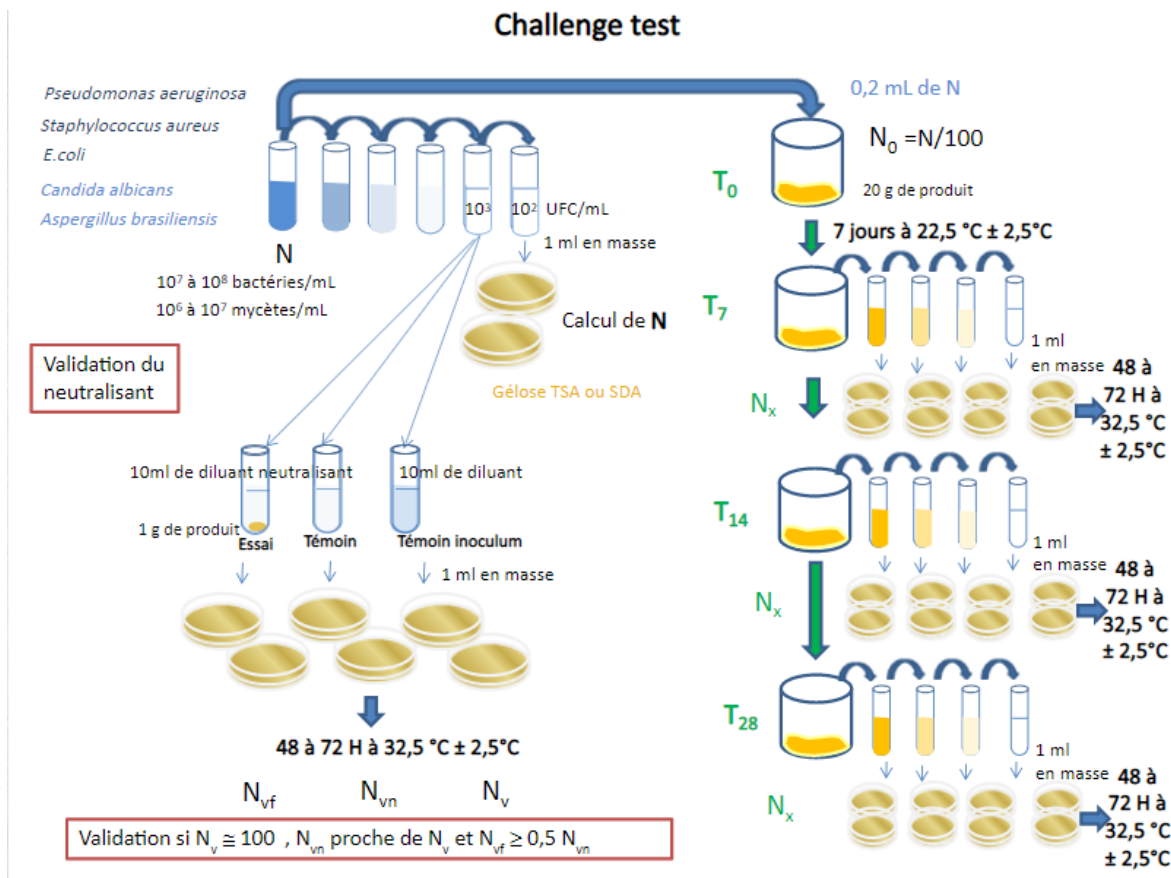 Challenge test
Pseudomonas aeruginosa
Staphylococcus aureus
E.coli
Candida albicans
Aspergillus brasiliensis
10³
10²
UFC/mL
1 ml en masse
N
10⁷ à 10⁸ bactéries/mL
10⁶ à 10⁷ mycètes/mL
Calcul de N
Gélose TSA ou SDA
Validation du
neutralisant
10ml de diluant neutralisant
10ml de diluant
1 g de produit
Essai
Témoin
Témoin inoculum
1 ml en masse
48 à 72 H à 32,5 °C ± 2,5°C
Nvf
Nvn
Nv
Validation si Nv ≅ 100 , Nvn proche de Nv et Nvf ≥ 0,5 Nvn
0,2 mL de N
N₀ =N/100
T₀
20 g de produit
7 jours à 22,5 °C ± 2,5°C
T₇
1 ml
en masse
48 à
72 H à
32,5 °C
± 2,5°C
Nₓ
T₁₄
1 ml
en masse
48 à
72 H à
32,5 °C
± 2,5°C
Nₓ
T₂₈
1 ml
en masse
48 à
72 H à
32,5 °C
± 2,5°C
Nₓ